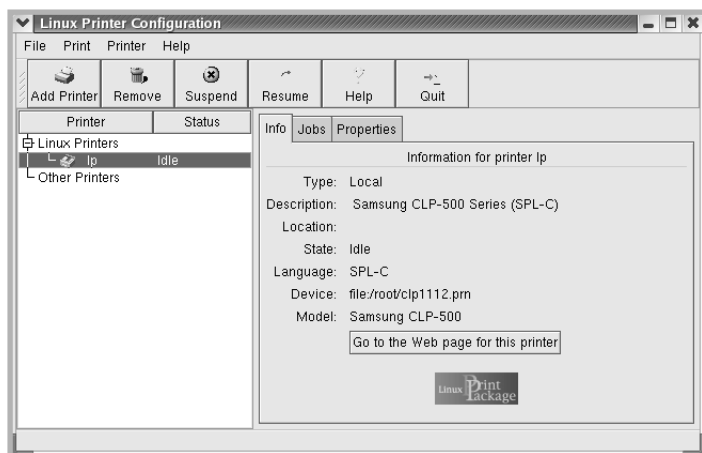 Linux Printer Configuration
File Print Printer Help
Add Printer Remove Suspend Resume Help Quit
Printer Status
Linux Printers
lp Idle
Other Printers
Info Jobs Properties
Information for printer lp
Type: Local
Description: Samsung CLP-500 Series (SPL-C)
Location:
State: Idle
Language: SPL-C
Device: file:/root/clp1112.prn
Model: Samsung CLP-500
Go to the Web page for this printer
Linux Print
Package